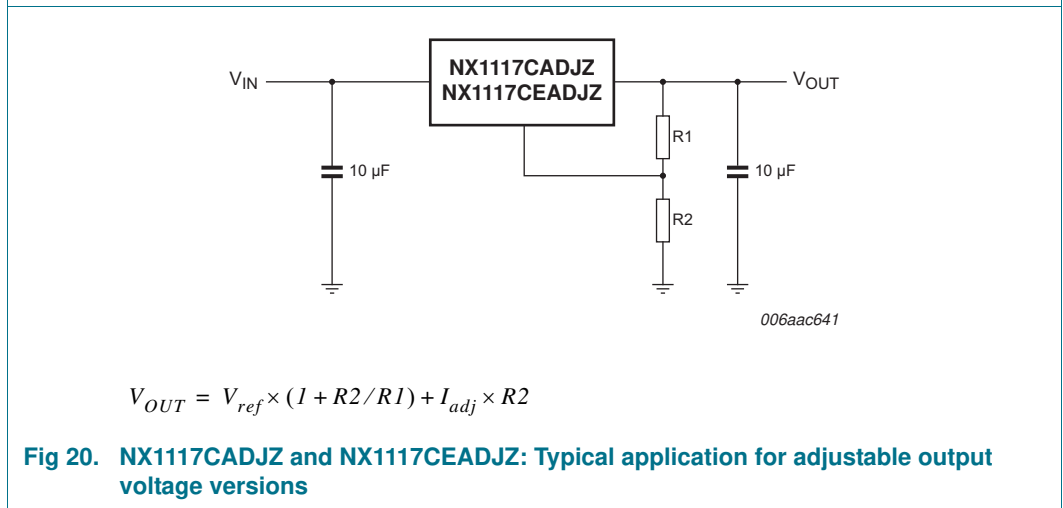 NX1117CADJZ
NX1117CEADJZ
VIN
VOUT
R1
10 µF
10 µF
R2
006aac641
VOUT = Vref × (1 + R2/R1) + Iadj × R2
Fig 20. NX1117CADJZ and NX1117CEADJZ: Typical application for adjustable output
voltage versions